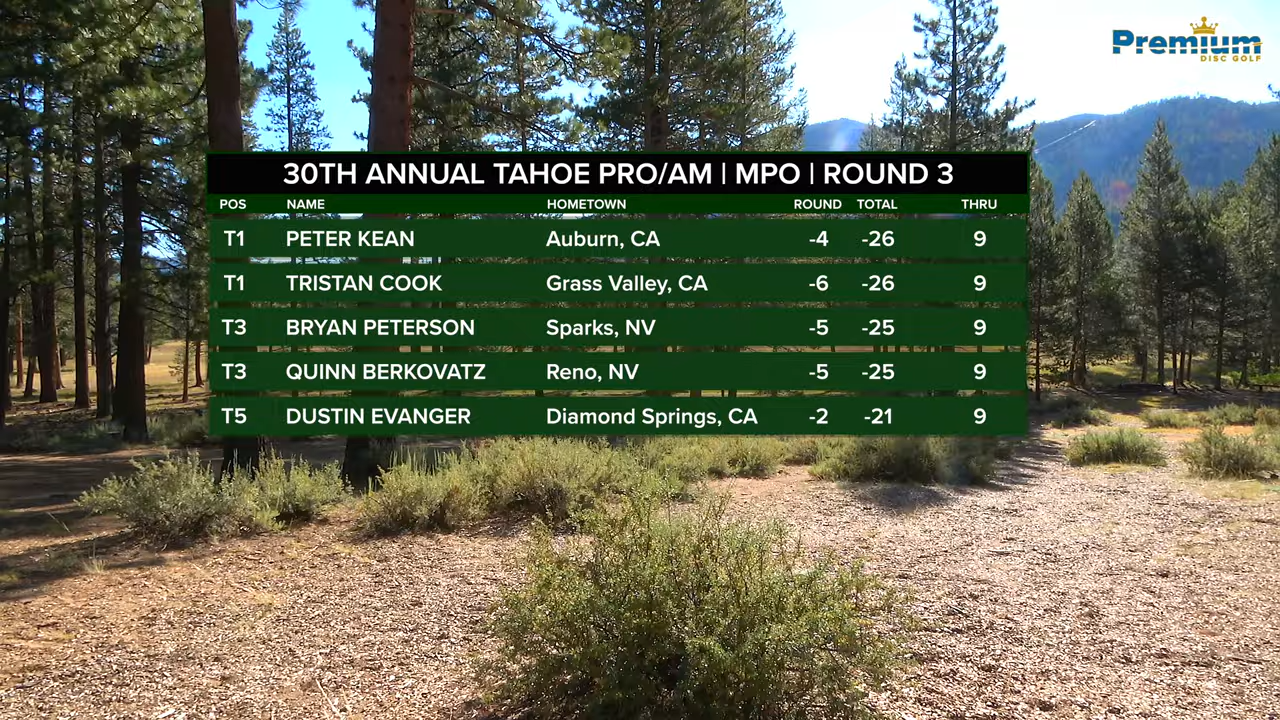 Premium
DISC GOLF
30TH ANNUAL TAHOE PRO/AM | MPO | ROUND 3
POS NAME HOMETOWN ROUND TOTAL THRU
T1 PETER KEAN Auburn, CA -4 -26 9
T1 TRISTAN COOK Grass Valley, CA -6 -26 9
T3 BRYAN PETERSON Sparks, NV -5 -25 9
T3 QUINN BERKOVATZ Reno, NV -5 -25 9
T5 DUSTIN EVANGER Diamond Springs, CA -2 -21 9